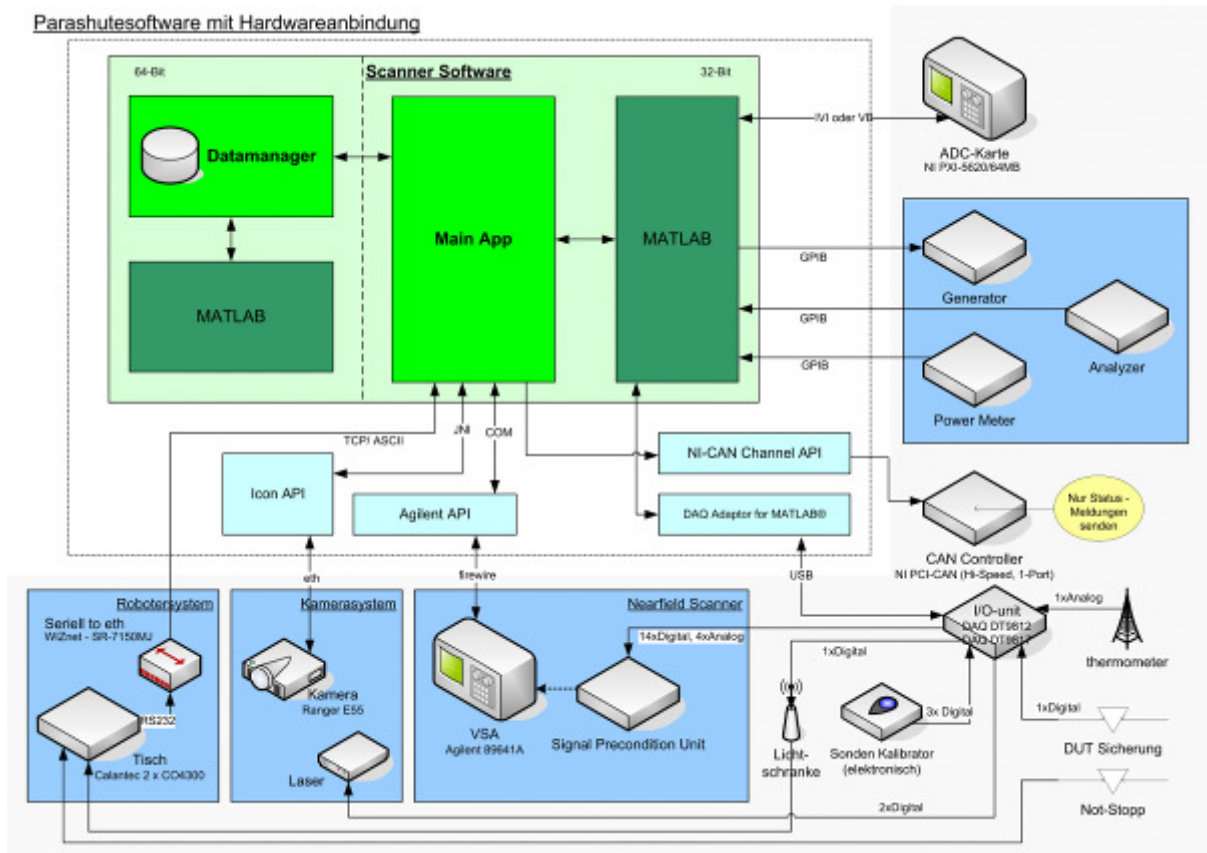 Parashutesoftware mit Hardwareanbindung
64-Bit
Scanner Software
32-Bit
Datamanager
Main App
MATLAB
MATLAB
IVI oder VB
ADC-Karte
NI PXI-5620/64MB
GPIB
Generator
GPIB
Analyzer
GPIB
Power Meter
TCP/ ASCII
JNI
COM
NI-CAN Channel API
Icon API
Agilent API
DAQ Adaptor for MATLAB®
Nur Status -
Meldungen
senden
CAN Controller
NI PCI-CAN (Hi-Speed, 1-Port)
eth
firewire
USB
Robotersystem
Kamerasystem
Nearfield Scanner
Seriell to eth
WiZnet - SR-7150MJ
I/O-unit
DAQ DT9812
DAQ DT9817
1xAnalog
14xDigital, 4xAnalog
1xDigital
thermometer
Kamera
Ranger E55
RS232
3x Digital
1xDigital
Tisch
Calantec 2 x CO4300
VSA
Agilent 89641A
Signal Precondition Unit
Licht-
schranke
Sonden Kalibrator
(elektronisch)
DUT Sicherung
Laser
2xDigital
Not-Stopp